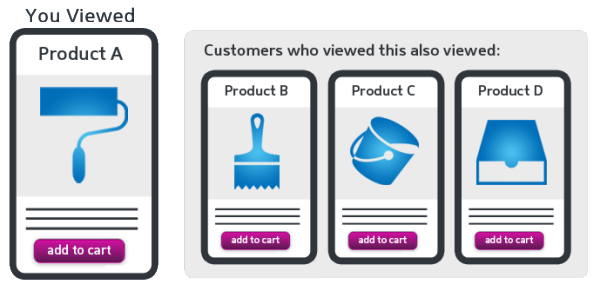 You Viewed
Product A
add to cart
Customers who viewed this also viewed:
Product B
add to cart
Product C
add to cart
Product D
add to cart